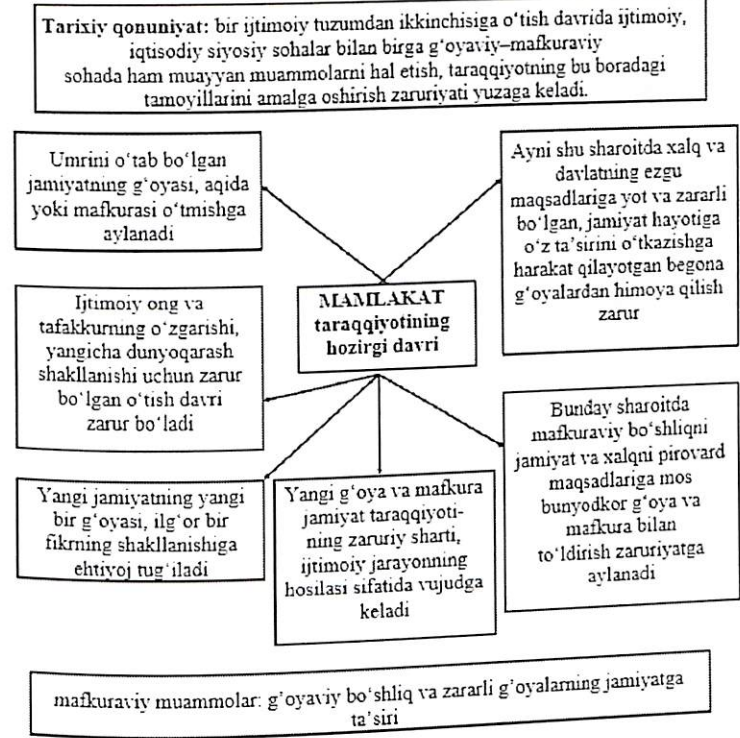 Tarixiy qonuniyat: bir ijtimoiy tuzumdan ikkinchisiga o‘tish davrida ijtimoiy,
iqtisodiy siyosiy sohalar bilan birga g‘oyaviy–mafkuraviy
sohada ham muayyan muammolarni hal etish, taraqqiyotning bu boradagi
tamoyillarini amalga oshirish zaruriyati yuzaga keladi.
Umrini o‘tab bo‘lgan
jamiyatning g‘oyasi, aqida
yoki mafkurasi o‘tmishga
aylanadi
Ayni shu sharoitda xalq va
davlatning ezgu
maqsadlariga yot va zararli
bo‘lgan, jamiyat hayotiga
o‘z ta’sirini o‘tkazishga
harakat qilayotgan begona
g‘oyalardan himoya qilish
zarur
MAMLAKAT
taraqqiyotining
hozirgi davri
Ijtimoiy ong va
tafakkurning o‘zgarishi,
yangicha dunyoqarash
shakllanishi uchun zarur
bo‘lgan o‘tish davri
zarur bo‘ladi
Bunday sharoitda
mafkuraviy bo‘shliqni
jamiyat va xalqni pirovard
maqsadlariga mos
bunyodkor g‘oya va
mafkura bilan
to‘ldirish zaruriyatga
aylanadi
Yangi jamiyatning yangi
bir g‘oyasi, ilg‘or bir
fikrning shakllanishiga
ehtiyoj tug‘iladi
Yangi g‘oya va mafkura
jamiyat taraqqiyoti-
ning zaruriy sharti,
ijtimoiy jarayonning
hosilasi sifatida vujudga
keladi
mafkuraviy muammolar: g‘oyaviy bo‘shliq va zararli g‘oyalarning jamiyatga
ta’siri